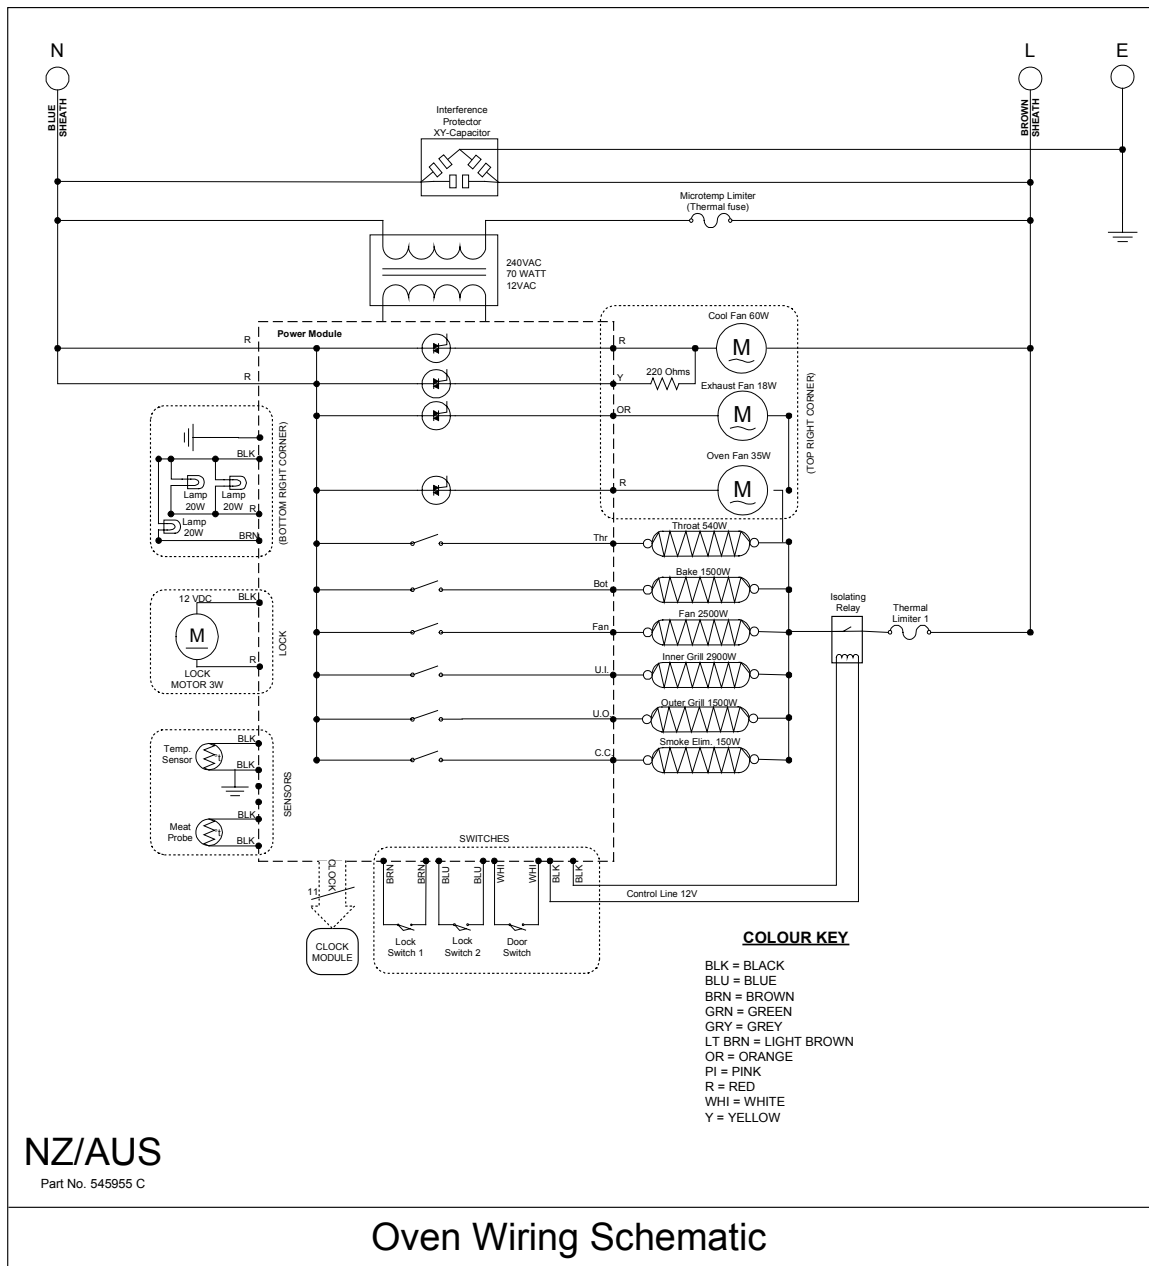 N
L
E
BLUE
SHEATH
BROWN
SHEATH
Interference
Protector
XY-Capacitor
Microtemp Limiter
(Thermal fuse)
240VAC
70 WATT
12VAC
Power Module
Cool Fan 60W
R
R
M
220 Ohms
R
Y
Exhaust Fan 18W
OR
M
(TOP RIGHT CORNER)
Oven Fan 35W
R
M
BLK
Lamp
20W
Lamp
20W
R
Lamp
20W
BRN
(BOTTOM RIGHT CORNER)
Throat 540W
Thr
Bake 1500W
Bot
Fan 2500W
Fan
Inner Grill 2900W
U.I.
Outer Grill 1500W
U.O
Smoke Elim. 150W
C.C.
Isolating
Relay
Thermal
Limiter 1
12 VDC
BLK
M
R
LOCK
MOTOR 3W
LOCK
Temp.
Sensor
t
BLK
BLK
Meat
Probe
t
BLK
BLK
SENSORS
SWITCHES
CLOCK
11
CLOCK
MODULE
BRN
BRN
BLU
BLU
WHI
WHI
BLK
BLK
Control Line 12V
Lock
Switch 1
Lock
Switch 2
Door
Switch
COLOUR KEY
BLK = BLACK
BLU = BLUE
BRN = BROWN
GRN = GREEN
GRY = GREY
LT BRN = LIGHT BROWN
OR = ORANGE
PI = PINK
R = RED
WHI = WHITE
Y = YELLOW
NZ/AUS
Part No. 545955 C
Oven Wiring Schematic